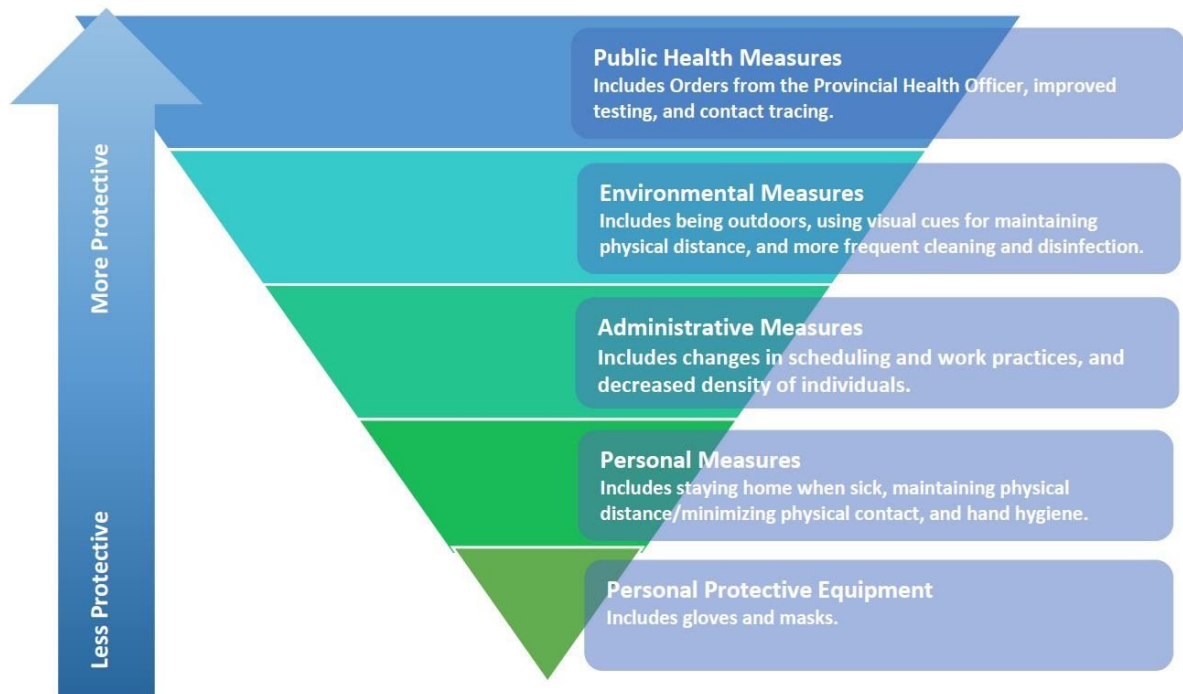 More Protective
Less Protective
Public Health Measures
Includes Orders from the Provincial Health Officer, improved
testing, and contact tracing.
Environmental Measures
Includes being outdoors, using visual cues for maintaining
physical distance, and more frequent cleaning and disinfection.
Administrative Measures
Includes changes in scheduling and work practices, and
decreased density of individuals.
Personal Measures
Includes staying home when sick, maintaining physical
distance/minimizing physical contact, and hand hygiene.
Personal Protective Equipment
Includes gloves and masks.